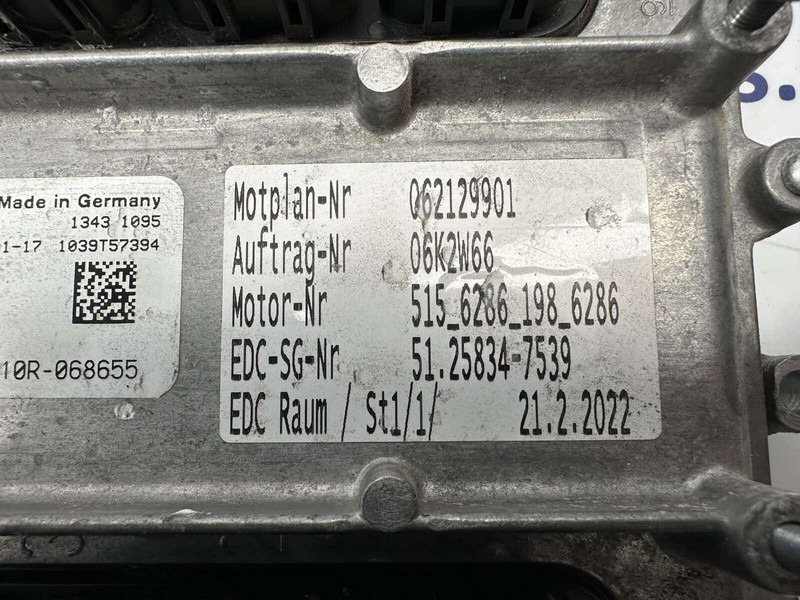 Made in Germany
1343 1095
1-17 1039T57394
10R-068655
Motplan-Nr 062129901
Auftrag-Nr 06K2W66
Motor-Nr 515_6286_198_6286
EDC-SG-Nr 51.25834-7539
EDC Raum / St1/1/ 21.2.2022